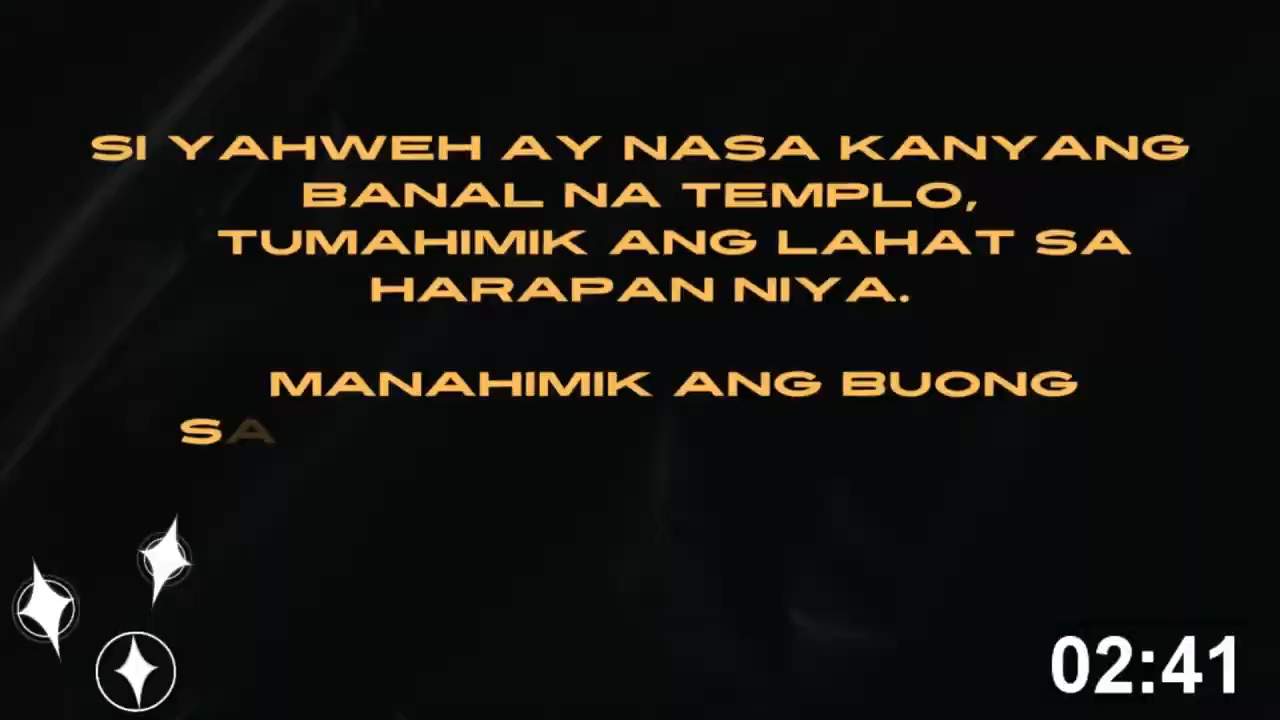 SI YAHWEH AY NASA KANYANG
BANAL NA TEMPLO,
TUMAHIMIK ANG LAHAT SA
HARAPAN NIYA.
MANAHIMIK ANG BUONG
SA
02:41